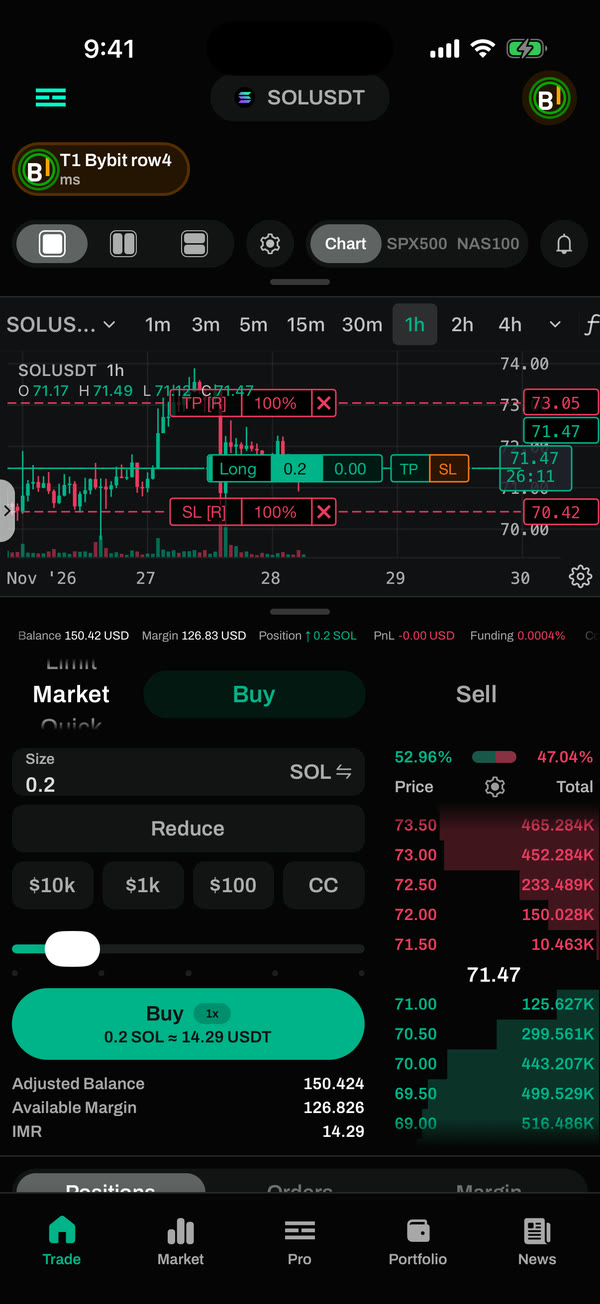 9:41
SOLUSDT
T1 Bybit row4
ms
Chart SPX500 NAS100
SOLUS... 1m 3m 5m 15m 30m 1h 2h 4h f
SOLUSDT 1h
74.00
O 71.17 H 71.49 L 71.12 C 71.47
TP [R] 100% 73.05
71.47
Long 0.2 0.00 TP SL 71.47
26:11
71.00
SL [R] 100% 70.42
70.00
Nov '26 27 28 29 30
Balance 150.42 USD Margin 126.83 USD Position ↑ 0.2 SOL PnL -0.00 USD Funding 0.0004%
Limit
Market Buy Sell
Quick
Size
0.2 SOL
52.96% 47.04%
Price Total
Reduce
$10k $1k $100 CC
73.50 465.284K
73.00 452.284K
72.50 233.489K
72.00 150.028K
71.50 10.463K
71.47
71.00 125.627K
70.50 299.561K
70.00 443.207K
69.50 499.529K
69.00 516.486K
Buy 1x
0.2 SOL ≈ 14.29 USDT
Adjusted Balance 150.424
Available Margin 126.826
IMR 14.29
Positions Orders Margin
Trade Market Pro Portfolio News